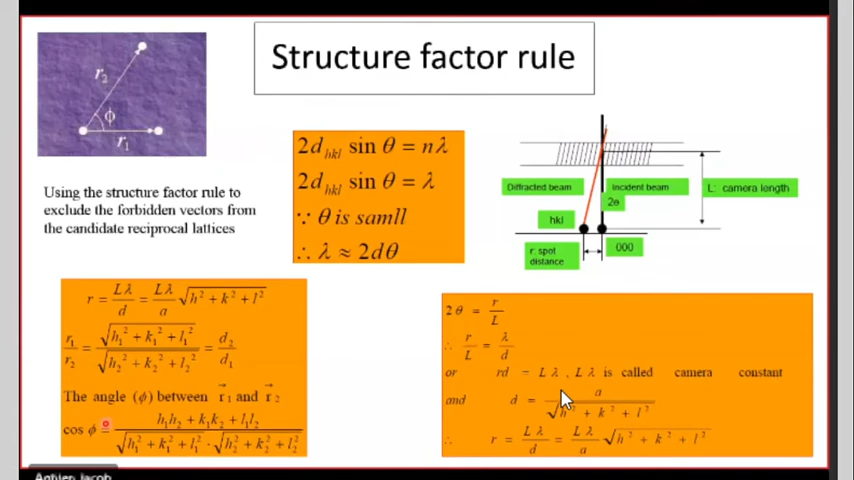 Structure factor rule
r₂
ϕ
r₁
Using the structure factor rule to
exclude the forbidden vectors from
the candidate reciprocal lattices
2d_hkl sin θ = nλ
2d_hkl sin θ = λ
∵ θ is samll
∴ λ ≈ 2dθ
Diffracted beam
Incident beam
L: camera length
2θ
hkl
000
r: spot
distance
r = Lλ/d = Lλ/a √(h² + k² + l²)
r₁/r₂ = √(h₁² + k₁² + l₁²) / √(h₂² + k₂² + l₂²) = d₂/d₁
The angle (ϕ) between r⃗₁ and r⃗₂
cos ϕ = (h₁h₂ + k₁k₂ + l₁l₂) / (√(h₁² + k₁² + l₁²) · √(h₂² + k₂² + l₂²))
2θ = r/L
∴ r/L = λ/d
or rd = Lλ , Lλ is called camera constant
and d = a / √(h² + k² + l²)
∴ r = Lλ/d = Lλ/a √(h² + k² + l²)